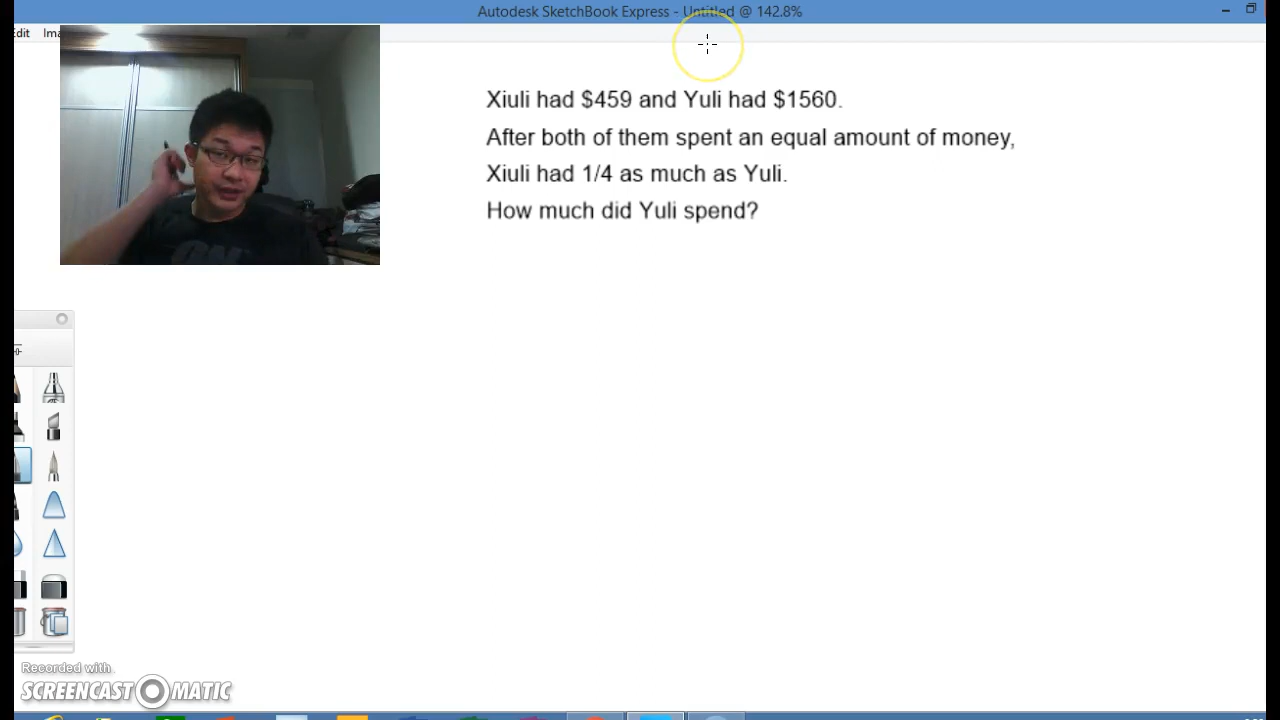 Autodesk SketchBook Express - Untitled @ 142.8%
dit Ima
Xiuli had $459 and Yuli had $1560.
After both of them spent an equal amount of money,
Xiuli had 1/4 as much as Yuli.
How much did Yuli spend?
Recorded with
SCREENCAST O MATIC